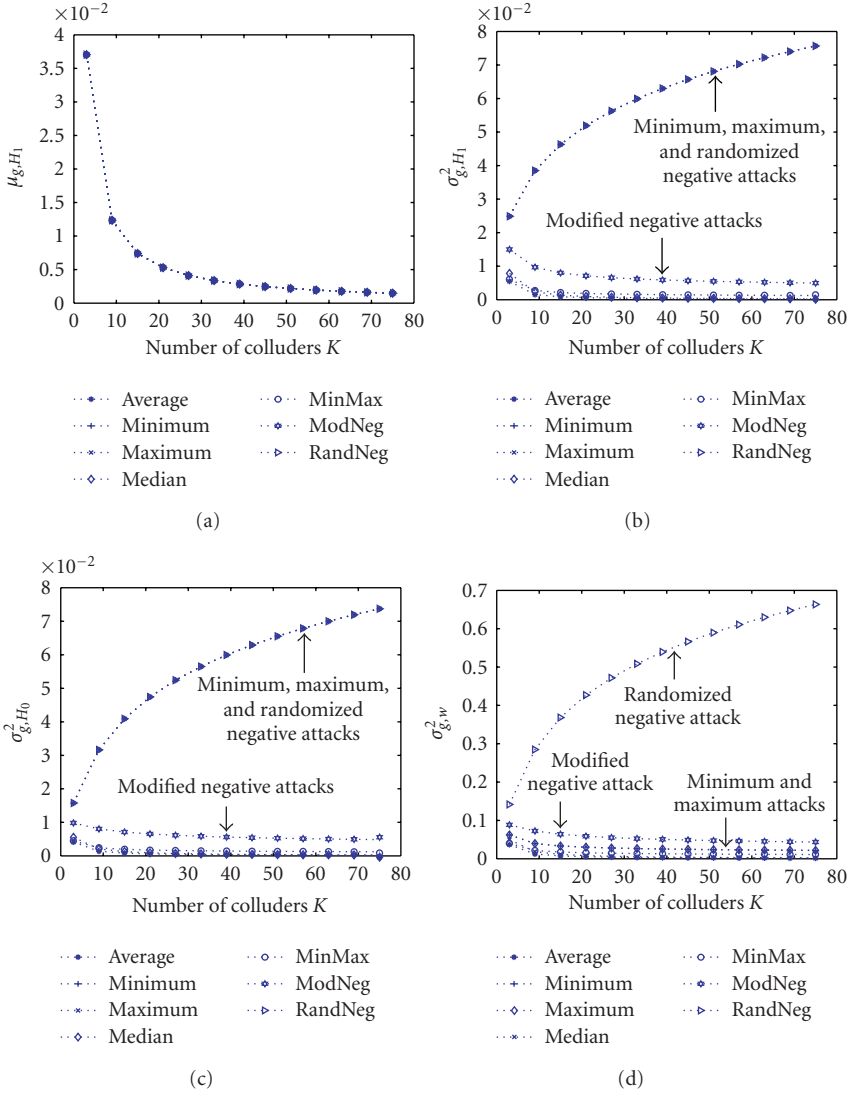 ×10⁻²
4
3.5
3
2.5
2
1.5
1
0.5
0
μg,H₁
0 10 20 30 40 50 60 70 80
Number of colluders K
Average
Minimum
Maximum
Median
MinMax
ModNeg
RandNeg
(a)
×10⁻²
8
7
6
5
4
3
2
1
0
σ²g,H₁
Minimum, maximum,
and randomized
negative attacks
Modified negative attacks
0 10 20 30 40 50 60 70 80
Number of colluders K
Average
Minimum
Maximum
Median
MinMax
ModNeg
RandNeg
(b)
×10⁻²
8
7
6
5
4
3
2
1
0
σ²g,H₀
Minimum, maximum,
and randomized
negative attacks
Modified negative attacks
0 10 20 30 40 50 60 70 80
Number of colluders K
Average
Minimum
Maximum
Median
MinMax
ModNeg
RandNeg
(c)
0.7
0.6
0.5
0.4
0.3
0.2
0.1
0
σ²g,w
Randomized
negative attack
Modified
negative attack
Minimum and
maximum attacks
0 10 20 30 40 50 60 70 80
Number of colluders K
Average
Minimum
Maximum
Median
MinMax
ModNeg
RandNeg
(d)